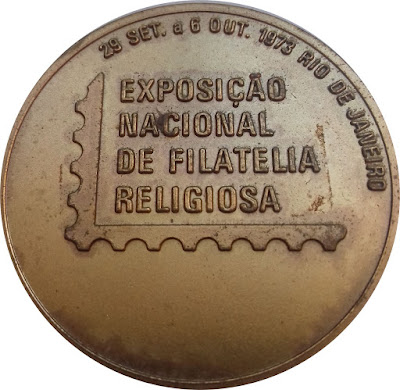 29 SET. a 6 OUT. 1973 RIO DE JANEIRO
EXPOSIÇÃO
NACIONAL
DE FILATELIA
RELIGIOSA